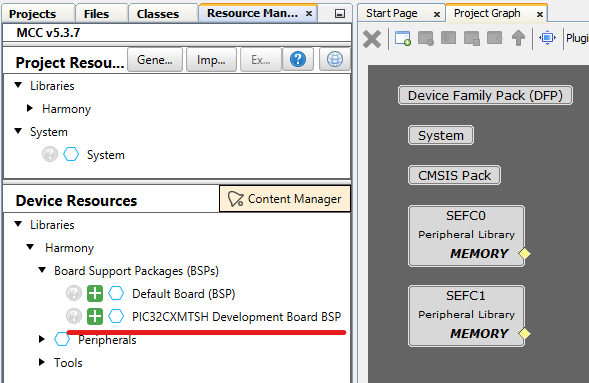 Projects Files Classes Resource Man... ×
MCC v5.3.7
Project Resou... Gene... Imp... Ex... ?
Libraries
Harmony
System
? System
Device Resources Content Manager
Libraries
Harmony
Board Support Packages (BSPs)
? Default Board (BSP)
? PIC32CXMTSH Development Board BSP
Peripherals
Tools
Start Page × Project Graph ×
Plugi
Device Family Pack (DFP)
System
CMSIS Pack
SEFC0
Peripheral Library
MEMORY
SEFC1
Peripheral Library
MEMORY